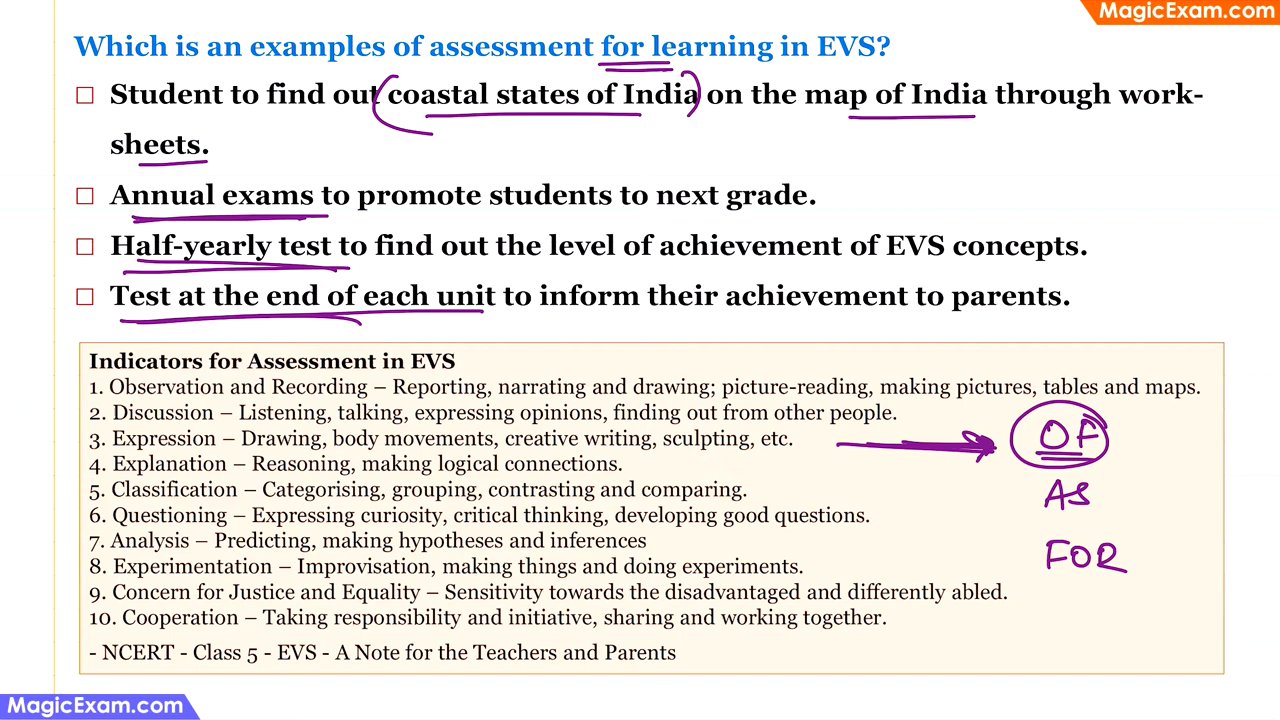 MagicExam.com
Which is an examples of assessment for learning in EVS?
Student to find out coastal states of India on the map of India through work-
sheets.
Annual exams to promote students to next grade.
Half-yearly test to find out the level of achievement of EVS concepts.
Test at the end of each unit to inform their achievement to parents.
Indicators for Assessment in EVS
1. Observation and Recording – Reporting, narrating and drawing; picture-reading, making pictures, tables and maps.
2. Discussion – Listening, talking, expressing opinions, finding out from other people.
3. Expression – Drawing, body movements, creative writing, sculpting, etc.
OF
4. Explanation – Reasoning, making logical connections.
5. Classification – Categorising, grouping, contrasting and comparing.
AS
6. Questioning – Expressing curiosity, critical thinking, developing good questions.
7. Analysis – Predicting, making hypotheses and inferences
FOR
8. Experimentation – Improvisation, making things and doing experiments.
9. Concern for Justice and Equality – Sensitivity towards the disadvantaged and differently abled.
10. Cooperation – Taking responsibility and initiative, sharing and working together.
- NCERT - Class 5 - EVS - A Note for the Teachers and Parents
MagicExam.com